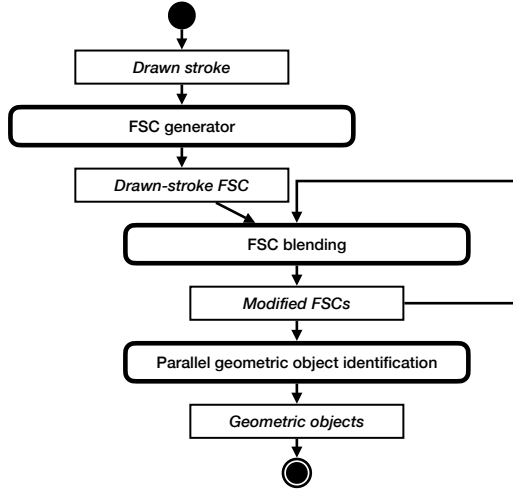 Drawn stroke
FSC generator
Drawn-stroke FSC
FSC blending
Modified FSCs
Parallel geometric object identification
Geometric objects